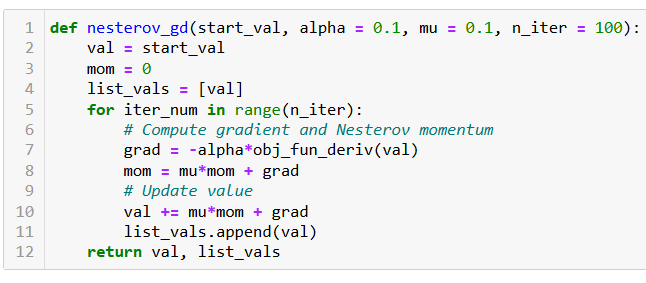 1 def nesterov_gd(start_val, alpha = 0.1, mu = 0.1, n_iter = 100):
2     val = start_val
3     mom = 0
4     list_vals = [val]
5     for iter_num in range(n_iter):
6         # Compute gradient and Nesterov momentum
7         grad = -alpha*obj_fun_deriv(val)
8         mom = mu*mom + grad
9         # Update value
10         val += mu*mom + grad
11         list_vals.append(val)
12     return val, list_vals